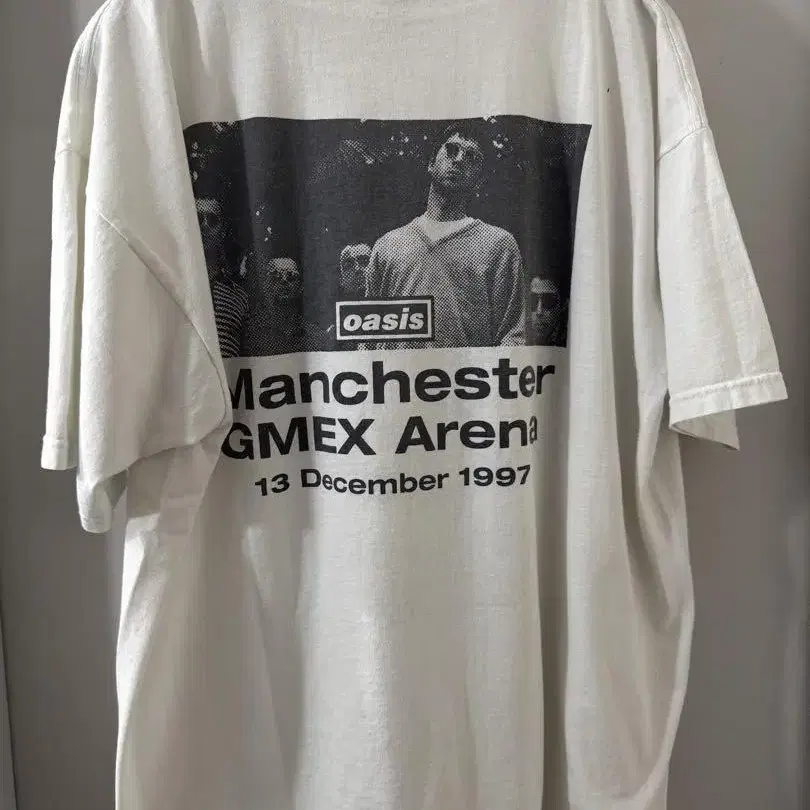 oasis
Manchester
GMEX Arena
13 December 1997